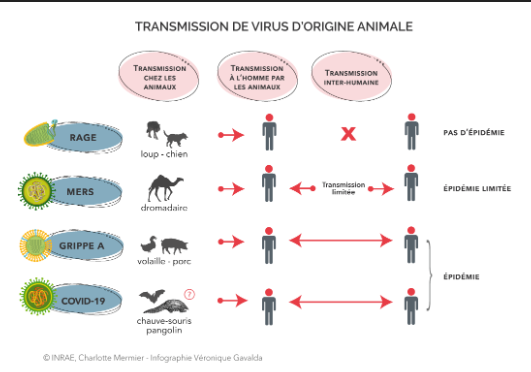 TRANSMISSION DE VIRUS D'ORIGINE ANIMALE
TRANSMISSION
CHEZ LES
ANIMAUX
TRANSMISSION
À L'HOMME PAR
LES ANIMAUX
TRANSMISSION
INTER-HUMAINE
RAGE
loup - chien
X
PAS D'ÉPIDÉMIE
MERS
dromadaire
Transmission
limitée
ÉPIDÉMIE LIMITÉE
GRIPPE A
volaille - porc
ÉPIDÉMIE
COVID-19
?
chauve-souris
pangolin
© INRAE, Charlotte Mermier - Infographie Véronique Gavalda